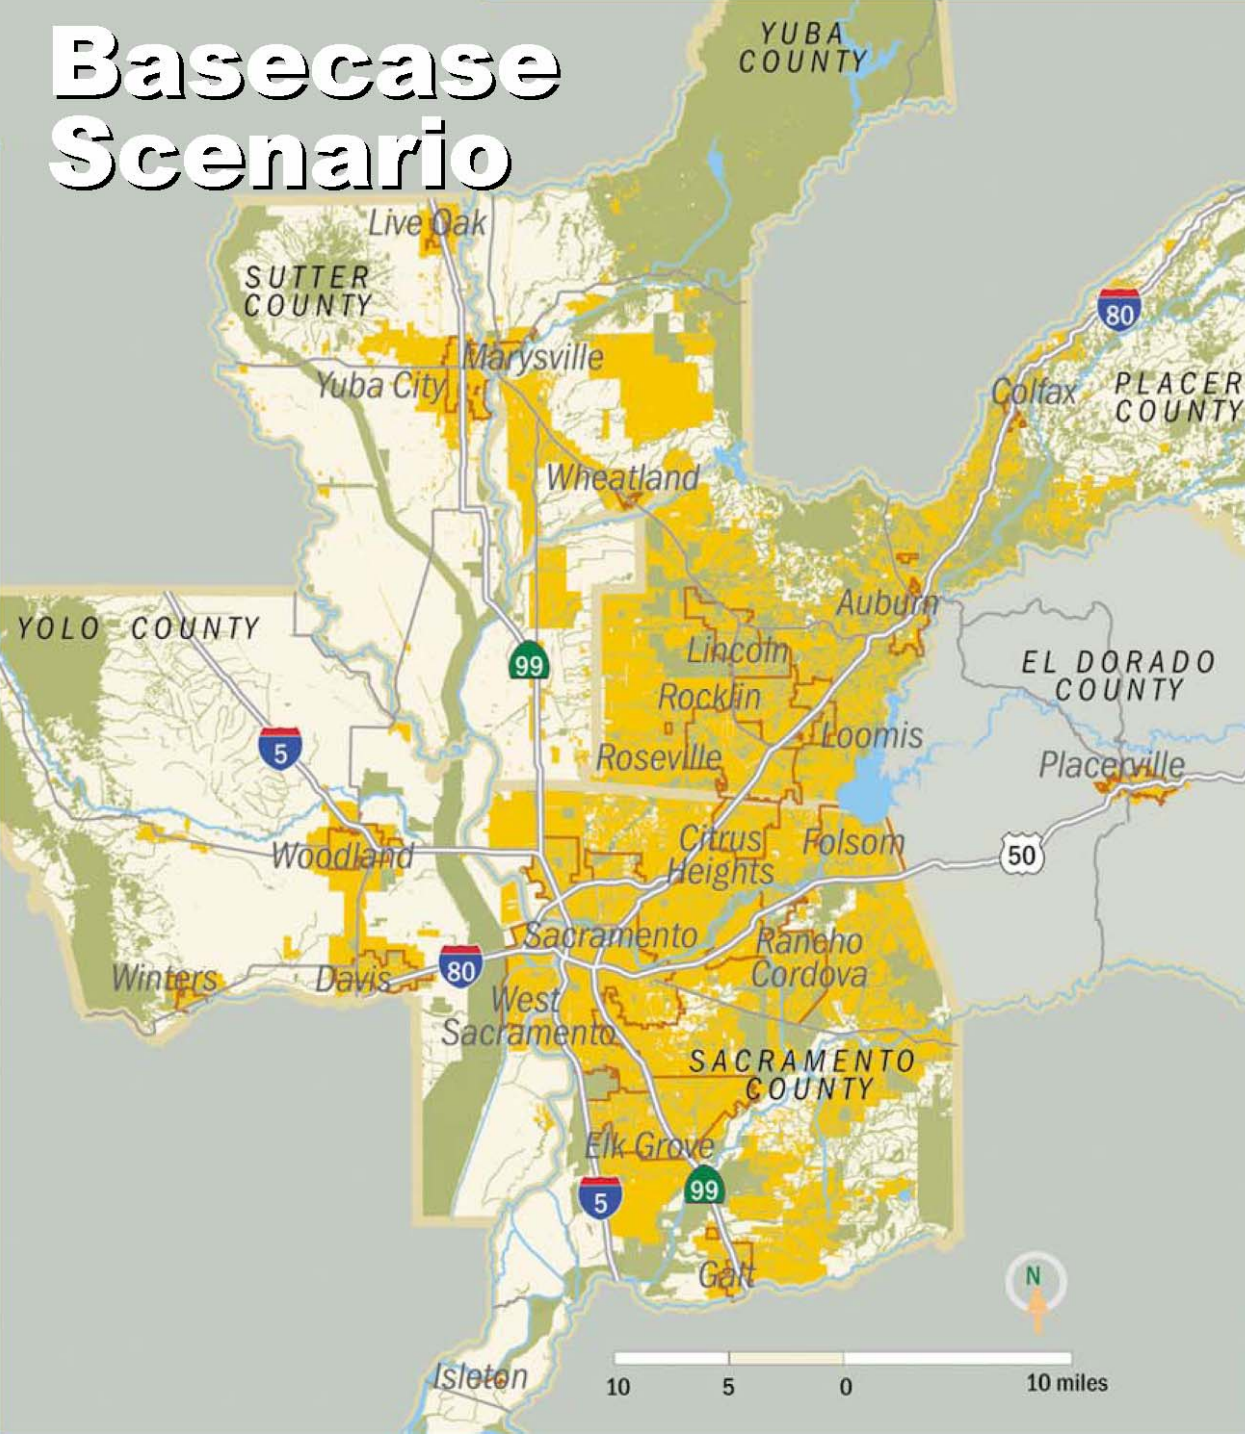 Basecase
Scenario
YUBA
COUNTY
Live Oak
SUTTER
COUNTY
80
Marysville
Yuba City
Colfax
PLACER
COUNTY
Wheatland
Auburn
YOLO COUNTY
99
Lincoln
EL DORADO
COUNTY
Rocklin
5
Roseville
Loomis
Placerville
Citrus
Heights
Folsom
50
Woodland
Sacramento
Rancho
Cordova
Winters
Davis
80
West
Sacramento
SACRAMENTO
COUNTY
Elk Grove
5
99
Galt
N
Isleton
10
5
0
10 miles